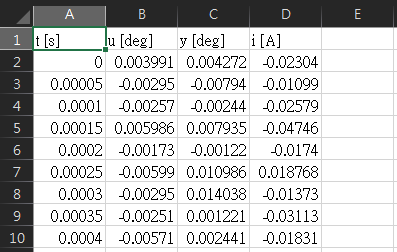 A B C D E
1 t [s] u [deg] y [deg] i [A]
2 0 0.003991 0.004272 -0.02304
3 0.00005 -0.00295 -0.00794 -0.01099
4 0.0001 -0.00257 -0.00244 -0.02579
5 0.00015 0.005986 0.007935 -0.04746
6 0.0002 -0.00173 -0.00122 -0.0174
7 0.00025 -0.00599 0.010986 0.018768
8 0.0003 -0.00295 0.014038 -0.01373
9 0.00035 -0.00251 0.001221 -0.03113
10 0.0004 -0.00571 0.002441 -0.01831